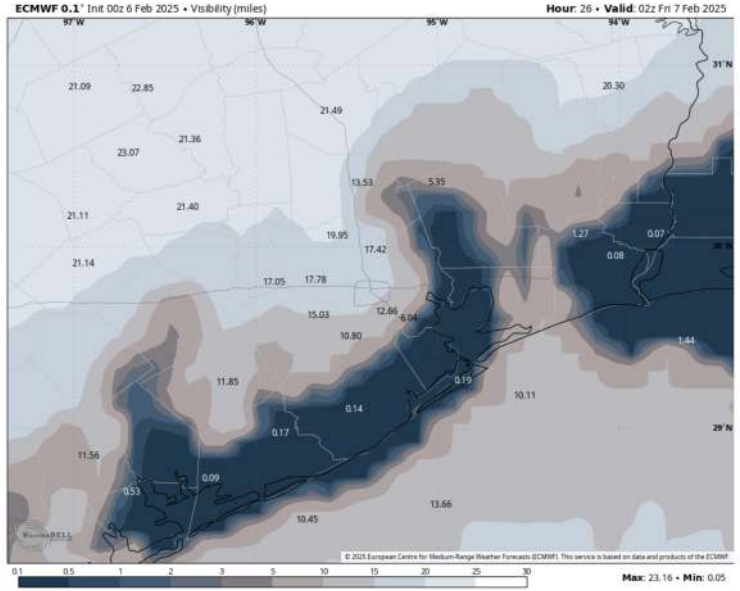 ECMWF 0.1° Init 00z 6 Feb 2025 • Visibility (miles)
Hour: 26 • Valid: 02z Fri 7 Feb 2025
97°W 96°W 95°W 94°W
31°N
21.09 22.85 20.30
21.49
21.36
23.07
13.53 5.35
21.40
21.11
19.95 1.27 0.07
17.42
0.08
21.14
17.05 17.78
15.03 12.66 6.04
10.80 1.44
11.85 0.19
10.11
0.14
0.17 29°N
11.56
0.09
0.53
13.66
10.45
WEATHERBELL
© 2025 European Centre for Medium-Range Weather Forecasts (ECMWF). This service is based on data and products of the ECMWF.
0.1 0.5 1 2 3 5 10 15 20 25 30
Max: 23.16 • Min: 0.05